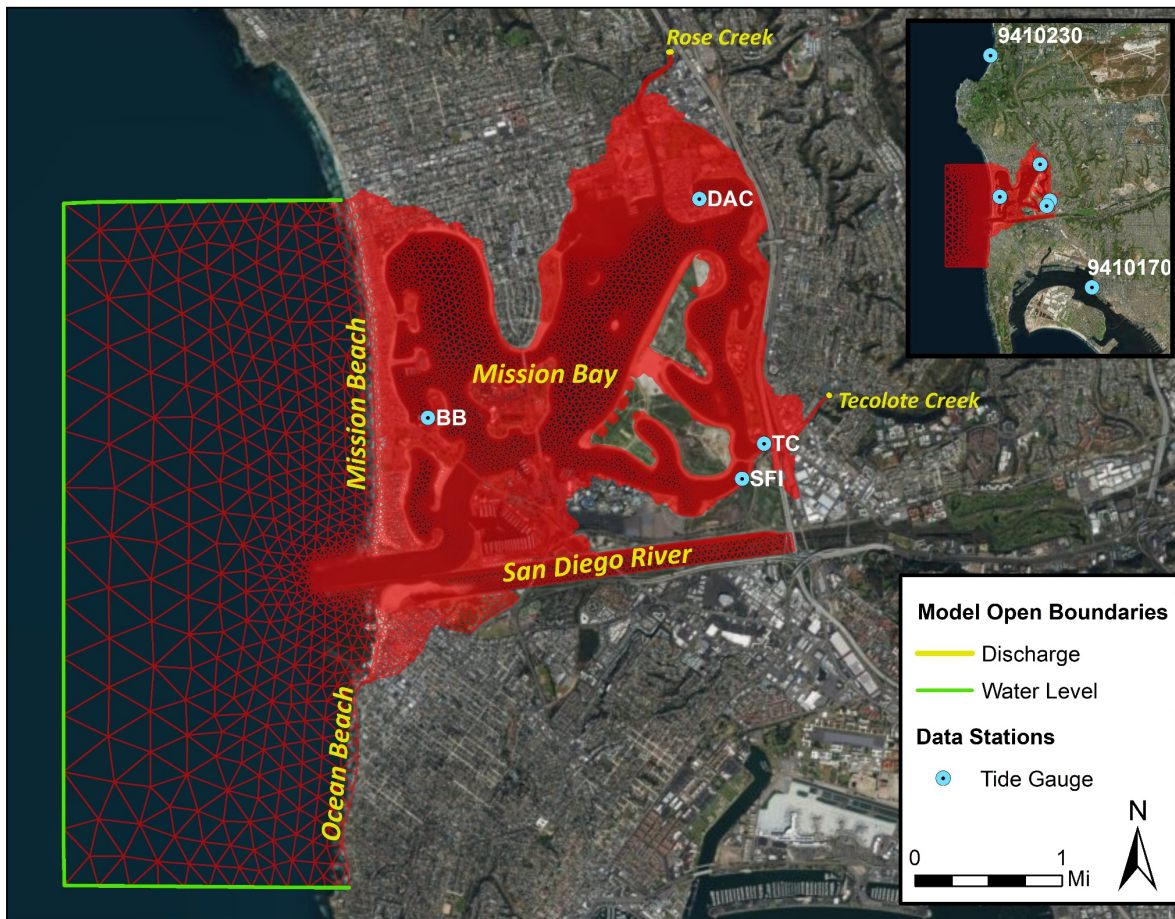 Rose Creek
9410230
9410170
DAC
Mission Beach
Mission Bay
BB
Tecolote Creek
TC
SFI
San Diego River
Ocean Beach
Model Open Boundaries
Discharge
Water Level
Data Stations
Tide Gauge
N
0 1
Mi